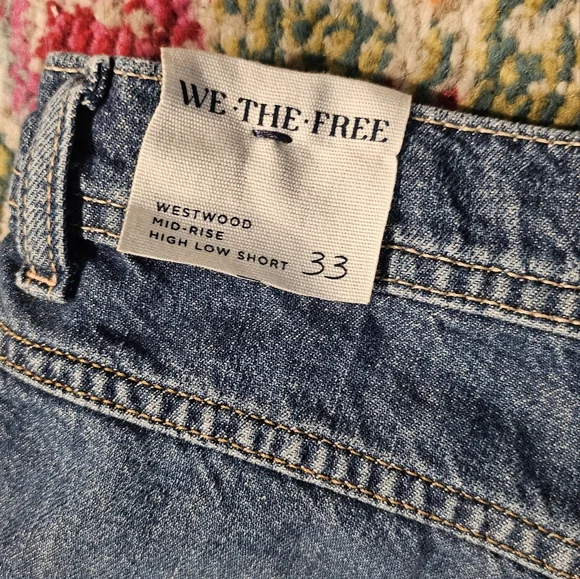 WE·THE·FREE
WESTWOOD
MID-RISE
HIGH LOW SHORT 33